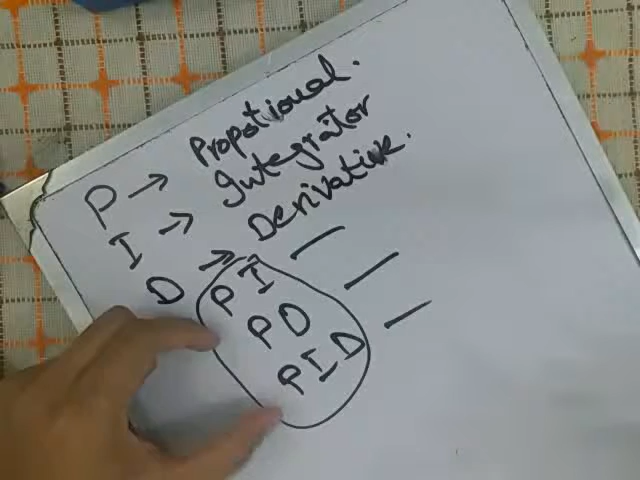 P → Propotional.
I → Integrator
D → Derivative.
PI —
PD —
PID —